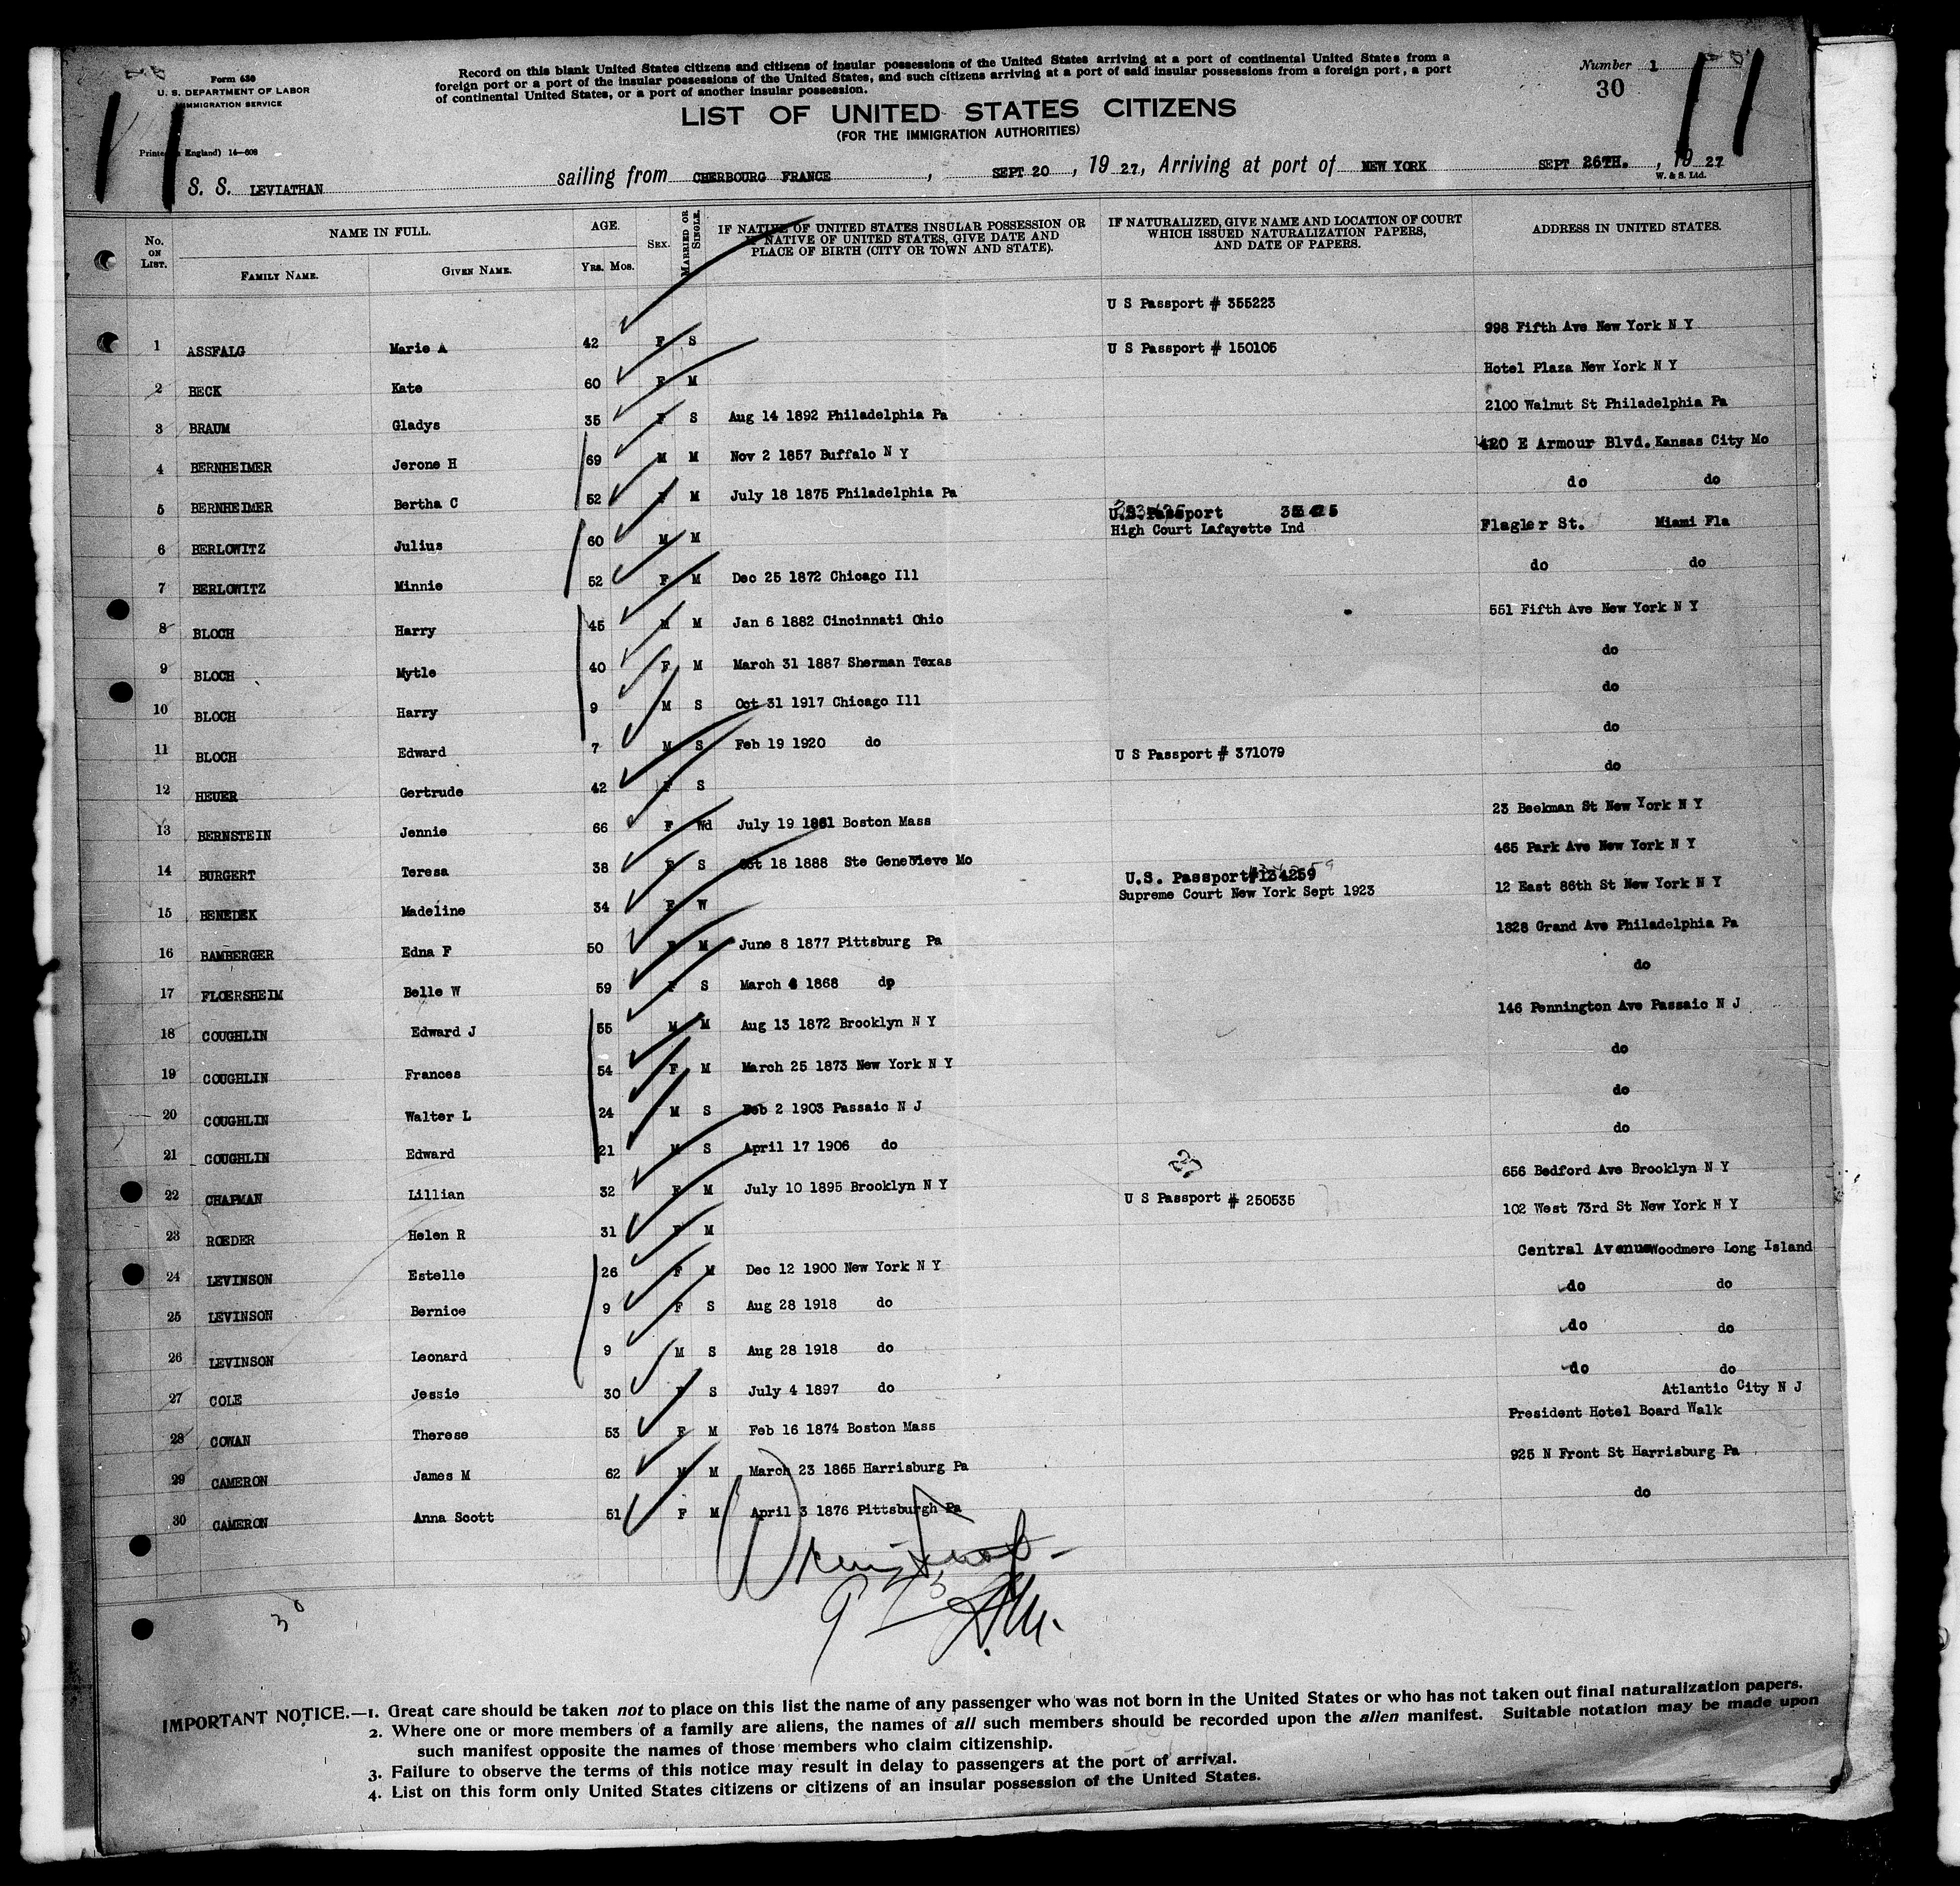 Form 630
U. S. DEPARTMENT OF LABOR
IMMIGRATION SERVICE
Record on this blank United States citizens and citizens of insular possessions of the United States arriving at a port of continental United States from a
foreign port or a port of the insular possessions of the United States, and such citizens arriving at a port of said insular possessions from a foreign port, a port
of continental United States, or a port of another insular possession.
Number 1
30
LIST OF UNITED STATES CITIZENS
(FOR THE IMMIGRATION AUTHORITIES)
England) 14—608
S. S. LEVIATHAN sailing from CHERBOURG FRANCE, SEPT 20, 1927, Arriving at port of NEW YORK SEPT 26TH., 1927
W. & S. Ltd.
No. ON LIST. NAME IN FULL. FAMILY NAME. GIVEN NAME. AGE. YRS. MOS. SEX. MARRIED OR SINGLE. IF NATIVE OF UNITED STATES INSULAR POSSESSION OR IF NATIVE OF UNITED STATES, GIVE DATE AND PLACE OF BIRTH (CITY OR TOWN AND STATE). IF NATURALIZED, GIVE NAME AND LOCATION OF COURT WHICH ISSUED NATURALIZATION PAPERS, AND DATE OF PAPERS. ADDRESS IN UNITED STATES.
1 ASSFALG Marie A 42 F S U S Passport # 355223 998 Fifth Ave New York N Y
2 BECK Kate 60 F M U S Passport # 150105 Hotel Plaza New York N Y
3 BRAUM Gladys 35 F S Aug 14 1892 Philadelphia Pa 2100 Walnut St Philadelphia Pa
4 BERNHEIMER Jerone H 69 M M Nov 2 1857 Buffalo N Y 420 E Armour Blvd. Kansas City Mo
5 BERNHEIMER Bertha C 52 F M July 18 1875 Philadelphia Pa do do
6 BERLOWITZ Julius 60 M M U.S. Passport High Court Lafayette Ind Flagler St. Miami Fla
7 BERLOWITZ Minnie 52 F M Dec 25 1872 Chicago Ill do do
8 BLOCH Harry 45 M M Jan 6 1882 Cincinnati Ohio 551 Fifth Ave New York N Y
9 BLOCH Mytle 40 F M March 31 1887 Sherman Texas do
10 BLOCH Harry 9 M S Oct 31 1917 Chicago Ill do
11 BLOCH Edward 7 M S Feb 19 1920 do do
12 HEUER Gertrude 42 F S U S Passport # 371079 do
13 BERNSTEIN Jennie 66 F Wd July 19 1861 Boston Mass 23 Beekman St New York N Y
14 BURGERT Teresa 38 F S Oct 18 1888 Ste Genevieve Mo 465 Park Ave New York N Y
15 BENEDEK Madeline 34 F W U.S. Passport#134259 Supreme Court New York Sept 1923 12 East 86th St New York N Y
16 BAMBERGER Edna F 50 F M June 8 1877 Pittsburg Pa 1828 Grand Ave Philadelphia Pa
17 FLOERSHEIM Belle W 59 F S March 1868 do do
18 COUGHLIN Edward J 55 M M Aug 13 1872 Brooklyn N Y 146 Pennington Ave Passaic N J
19 COUGHLIN Frances 54 F M March 25 1873 New York N Y do
20 COUGHLIN Walter L 24 M S Feb 2 1903 Passaic N J do
21 COUGHLIN Edward 21 M S April 17 1906 do do
22 CHAPMAN Lillian 32 F M July 10 1895 Brooklyn N Y 656 Bedford Ave Brooklyn N Y
23 ROEDER Helen R 31 F M U S Passport # 250535 102 West 73rd St New York N Y
24 LEVINSON Estelle 26 F M Dec 12 1900 New York N Y Central Avenue Woodmere Long Island
25 LEVINSON Bernice 9 F S Aug 28 1918 do do do
26 LEVINSON Leonard 9 M S Aug 28 1918 do do do
27 COLE Jessie 30 F S July 4 1897 do do do
28 COWAN Therese 53 F M Feb 16 1874 Boston Mass Atlantic City N J President Hotel Board Walk
29 CAMERON James M 62 M M March 23 1865 Harrisburg Pa 925 N Front St Harrisburg Pa
30 CAMERON Anna Scott 51 F M April 3 1876 Pittsburgh Pa do
30
IMPORTANT NOTICE.—1. Great care should be taken not to place on this list the name of any passenger who was not born in the United States or who has not taken out final naturalization papers.
2. Where one or more members of a family are aliens, the names of all such members should be recorded upon the alien manifest. Suitable notation may be made upon
such manifest opposite the names of those members who claim citizenship.
3. Failure to observe the terms of this notice may result in delay to passengers at the port of arrival.
4. List on this form only United States citizens or citizens of an insular possession of the United States.